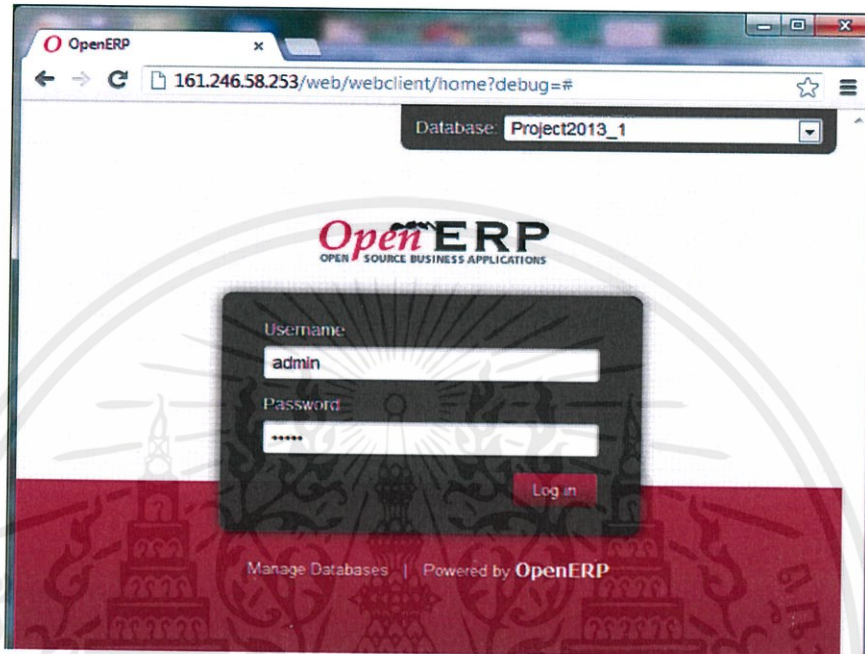 OpenERP
161.246.58.253/web/webclient/home?debug=#
Database: Project2013_1
OpenERP
OPEN SOURCE BUSINESS APPLICATIONS
Username
admin
Password
•••••
Log in
Manage Databases | Powered by OpenERP